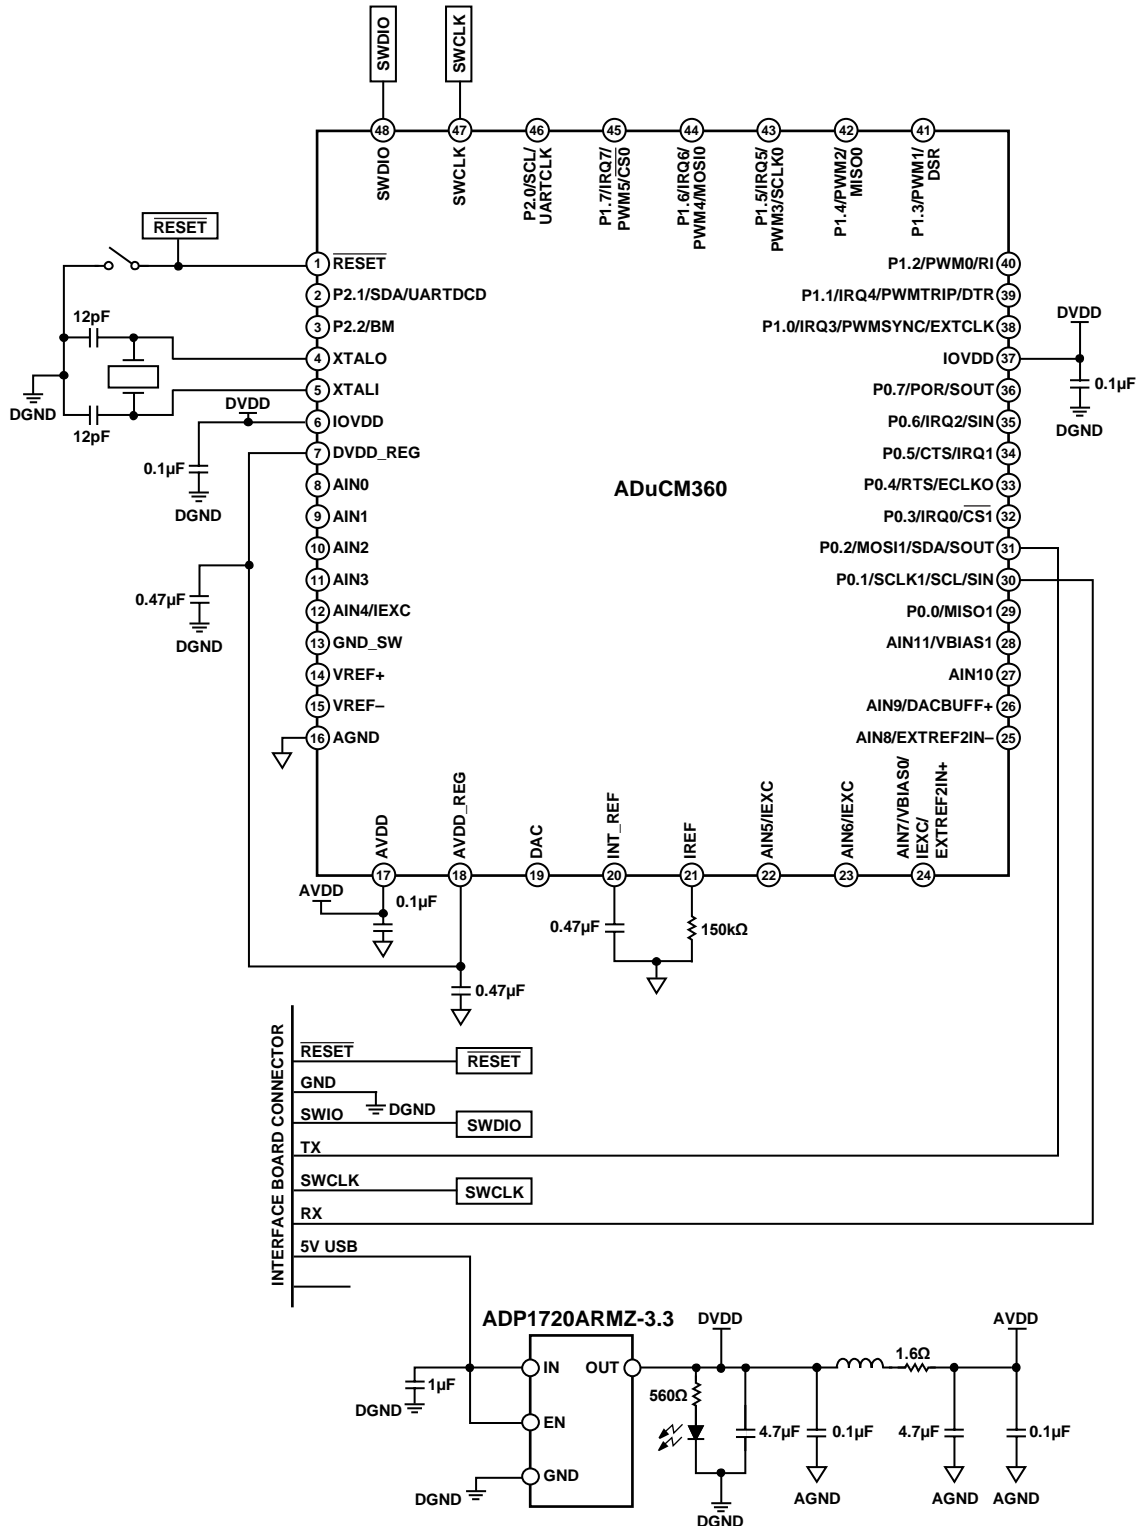 SWDIO
SWCLK
48
47
46
45
44
43
42
41
SWDIO
SWCLK
P2.0/SCL/
UARTCLK
P1.7/IRQ7/
PWM5/CS0
P1.6/IRQ6/
PWM4/MOSI0
P1.5/IRQ5/
PWM3/SCLK0
P1.4/PWM2/
MISO0
P1.3/PWM1/
DSR
RESET
1 RESET
2 P2.1/SDA/UARTDCD
3 P2.2/BM
4 XTALO
5 XTALI
6 IOVDD
7 DVDD_REG
8 AIN0
9 AIN1
10 AIN2
11 AIN3
12 AIN4/IEXC
13 GND_SW
14 VREF+
15 VREF–
16 AGND
12pF
DGND
12pF
DVDD
0.1µF
DGND
0.47µF
DGND
ADuCM360
P1.2/PWM0/RI 40
P1.1/IRQ4/PWMTRIP/DTR 39
P1.0/IRQ3/PWMSYNC/EXTCLK 38
IOVDD 37
P0.7/POR/SOUT 36
P0.6/IRQ2/SIN 35
P0.5/CTS/IRQ1 34
P0.4/RTS/ECLKO 33
P0.3/IRQ0/CS1 32
P0.2/MOSI1/SDA/SOUT 31
P0.1/SCLK1/SCL/SIN 30
P0.0/MISO1 29
AIN11/VBIAS1 28
AIN10 27
AIN9/DACBUFF+ 26
AIN8/EXTREF2IN– 25
DVDD
0.1µF
DGND
AVDD
AVDD_REG
DAC
INT_REF
IREF
AIN5/IEXC
AIN6/IEXC
AIN7/VBIAS0/
IEXC/
EXTREF2IN+
17
18
19
20
21
22
23
24
AVDD
0.1µF
0.47µF
150kΩ
0.47µF
INTERFACE BOARD CONNECTOR
RESET
RESET
GND
DGND
SWIO
SWDIO
TX
SWCLK
SWCLK
RX
5V USB
ADP1720ARMZ-3.3
IN
OUT
EN
GND
1µF
DGND
DGND
DVDD
AVDD
1.6Ω
560Ω
4.7µF
0.1µF
4.7µF
0.1µF
AGND
AGND
AGND
DGND